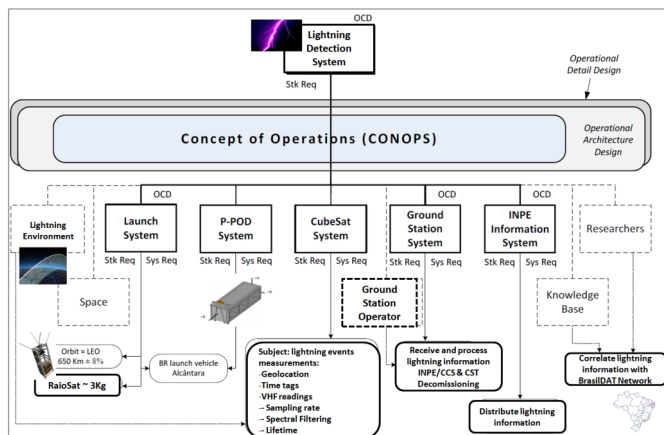 OCD
Lightning
Detection
System
Stk Req
Operational
Detail Design
Concept of Operations (CONOPS)
Operational
Architecture
Design
OCD
OCD
OCD
Lightning
Environment
Launch
System
P-POD
System
CubeSat
System
Ground
Station
System
INPE
Information
System
Researchers
Stk Req
Sys Req
Stk Req
Sys Req
Stk Req
Sys Req
Stk Req
Sys Req
Space
Ground
Station
Operator
Knowledge
Base
Orbit = LEO
650 Km ± 8%
RaioSat ~ 3Kg
BR launch vehicle
Alcântara
Subject: lightning events
measurements:
-Geolocation
-Time tags
-VHF readings
-- Sampling rate
-- Spectral Filtering
-- Lifetime
Receive and process
lightning information
INPE/CCS & CST
Decomissioning
Distribute lightning
information
Correlate lightning
information with
BrasilDAT Network